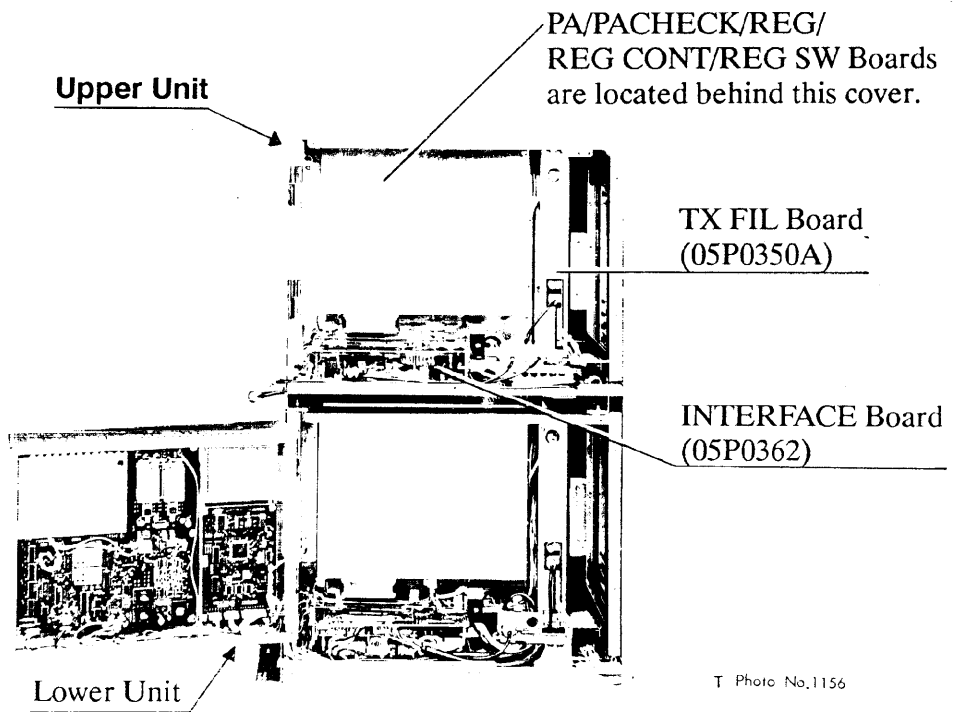 PA/PACHECK/REG/
REG CONT/REG SW Boards
are located behind this cover.
Upper Unit
TX FIL Board
(05P0350A)
INTERFACE Board
(05P0362)
Lower Unit
T Photo No.1156